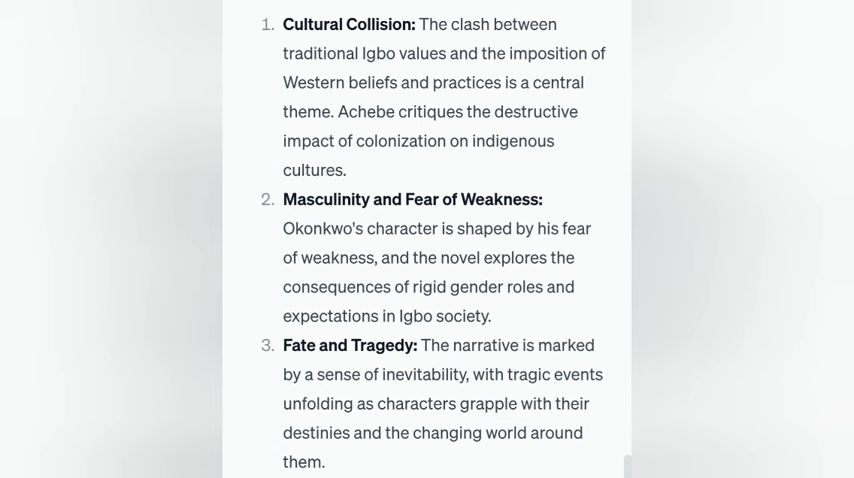 1. Cultural Collision: The clash between
traditional Igbo values and the imposition of
Western beliefs and practices is a central
theme. Achebe critiques the destructive
impact of colonization on indigenous
cultures.
2. Masculinity and Fear of Weakness:
Okonkwo's character is shaped by his fear
of weakness, and the novel explores the
consequences of rigid gender roles and
expectations in Igbo society.
3. Fate and Tragedy: The narrative is marked
by a sense of inevitability, with tragic events
unfolding as characters grapple with their
destinies and the changing world around
them.